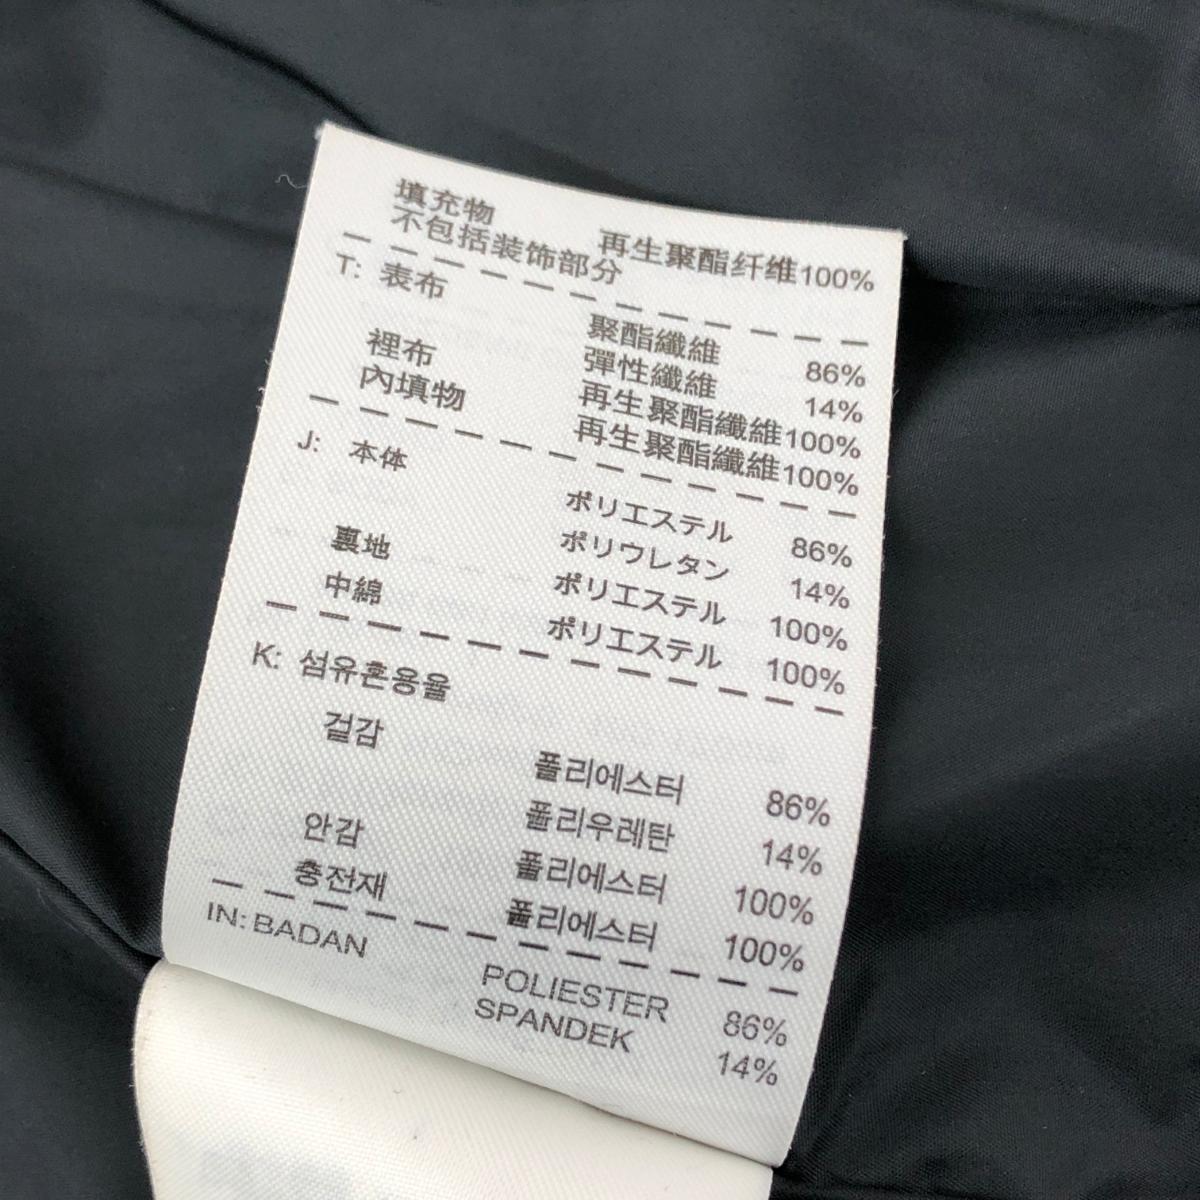 填充物 再生聚酯纤维100%
不包括装饰部分
T: 表布 聚酯纖維 86%
彈性纖維 14%
裡布 再生聚酯纖維100%
內填物 再生聚酯纖維100%
J: 本体 ポリエステル 86%
ポリウレタン 14%
裏地 ポリエステル 100%
中綿 ポリエステル 100%
K: 섬유혼용율
겉감 폴리에스터 86%
폴리우레탄 14%
안감 폴리에스터 100%
충전재 폴리에스터 100%
IN: BADAN POLIESTER 86%
SPANDEK 14%